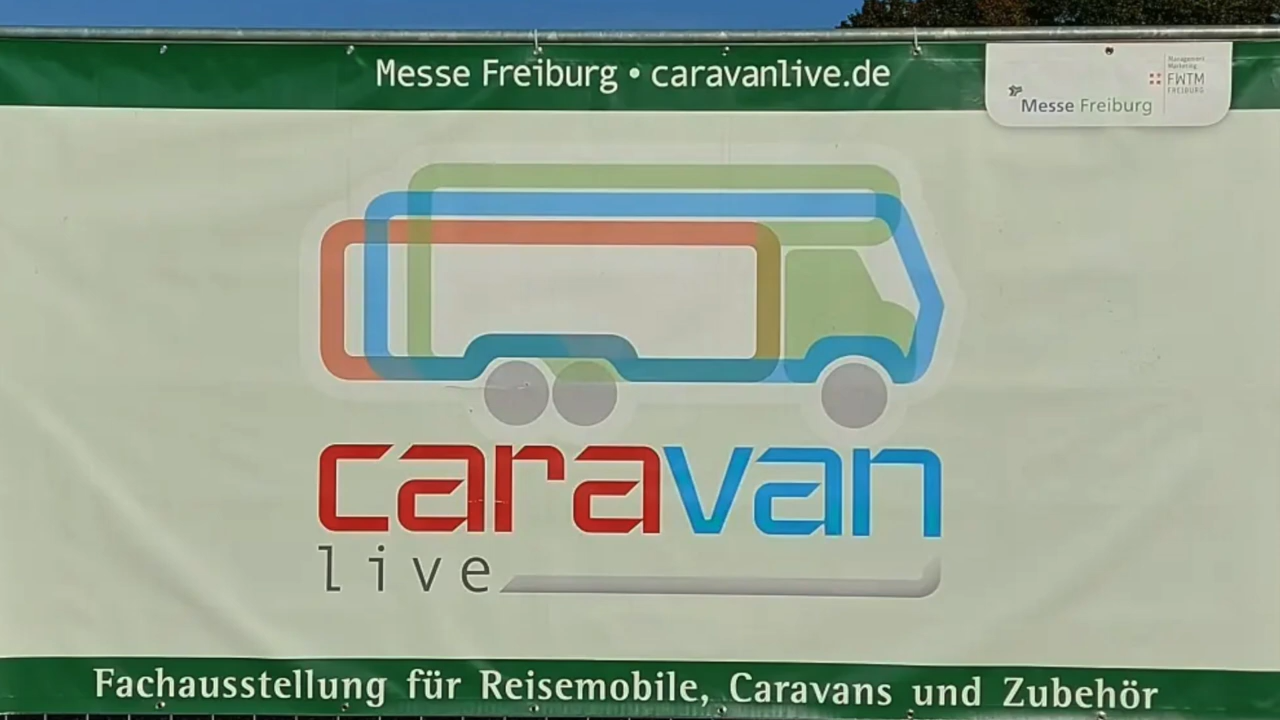 Messe Freiburg • caravanlive.de
Management
Marketing
FWTM
FREIBURG
Messe Freiburg
caravan
live
Fachausstellung für Reisemobile, Caravans und Zubehör